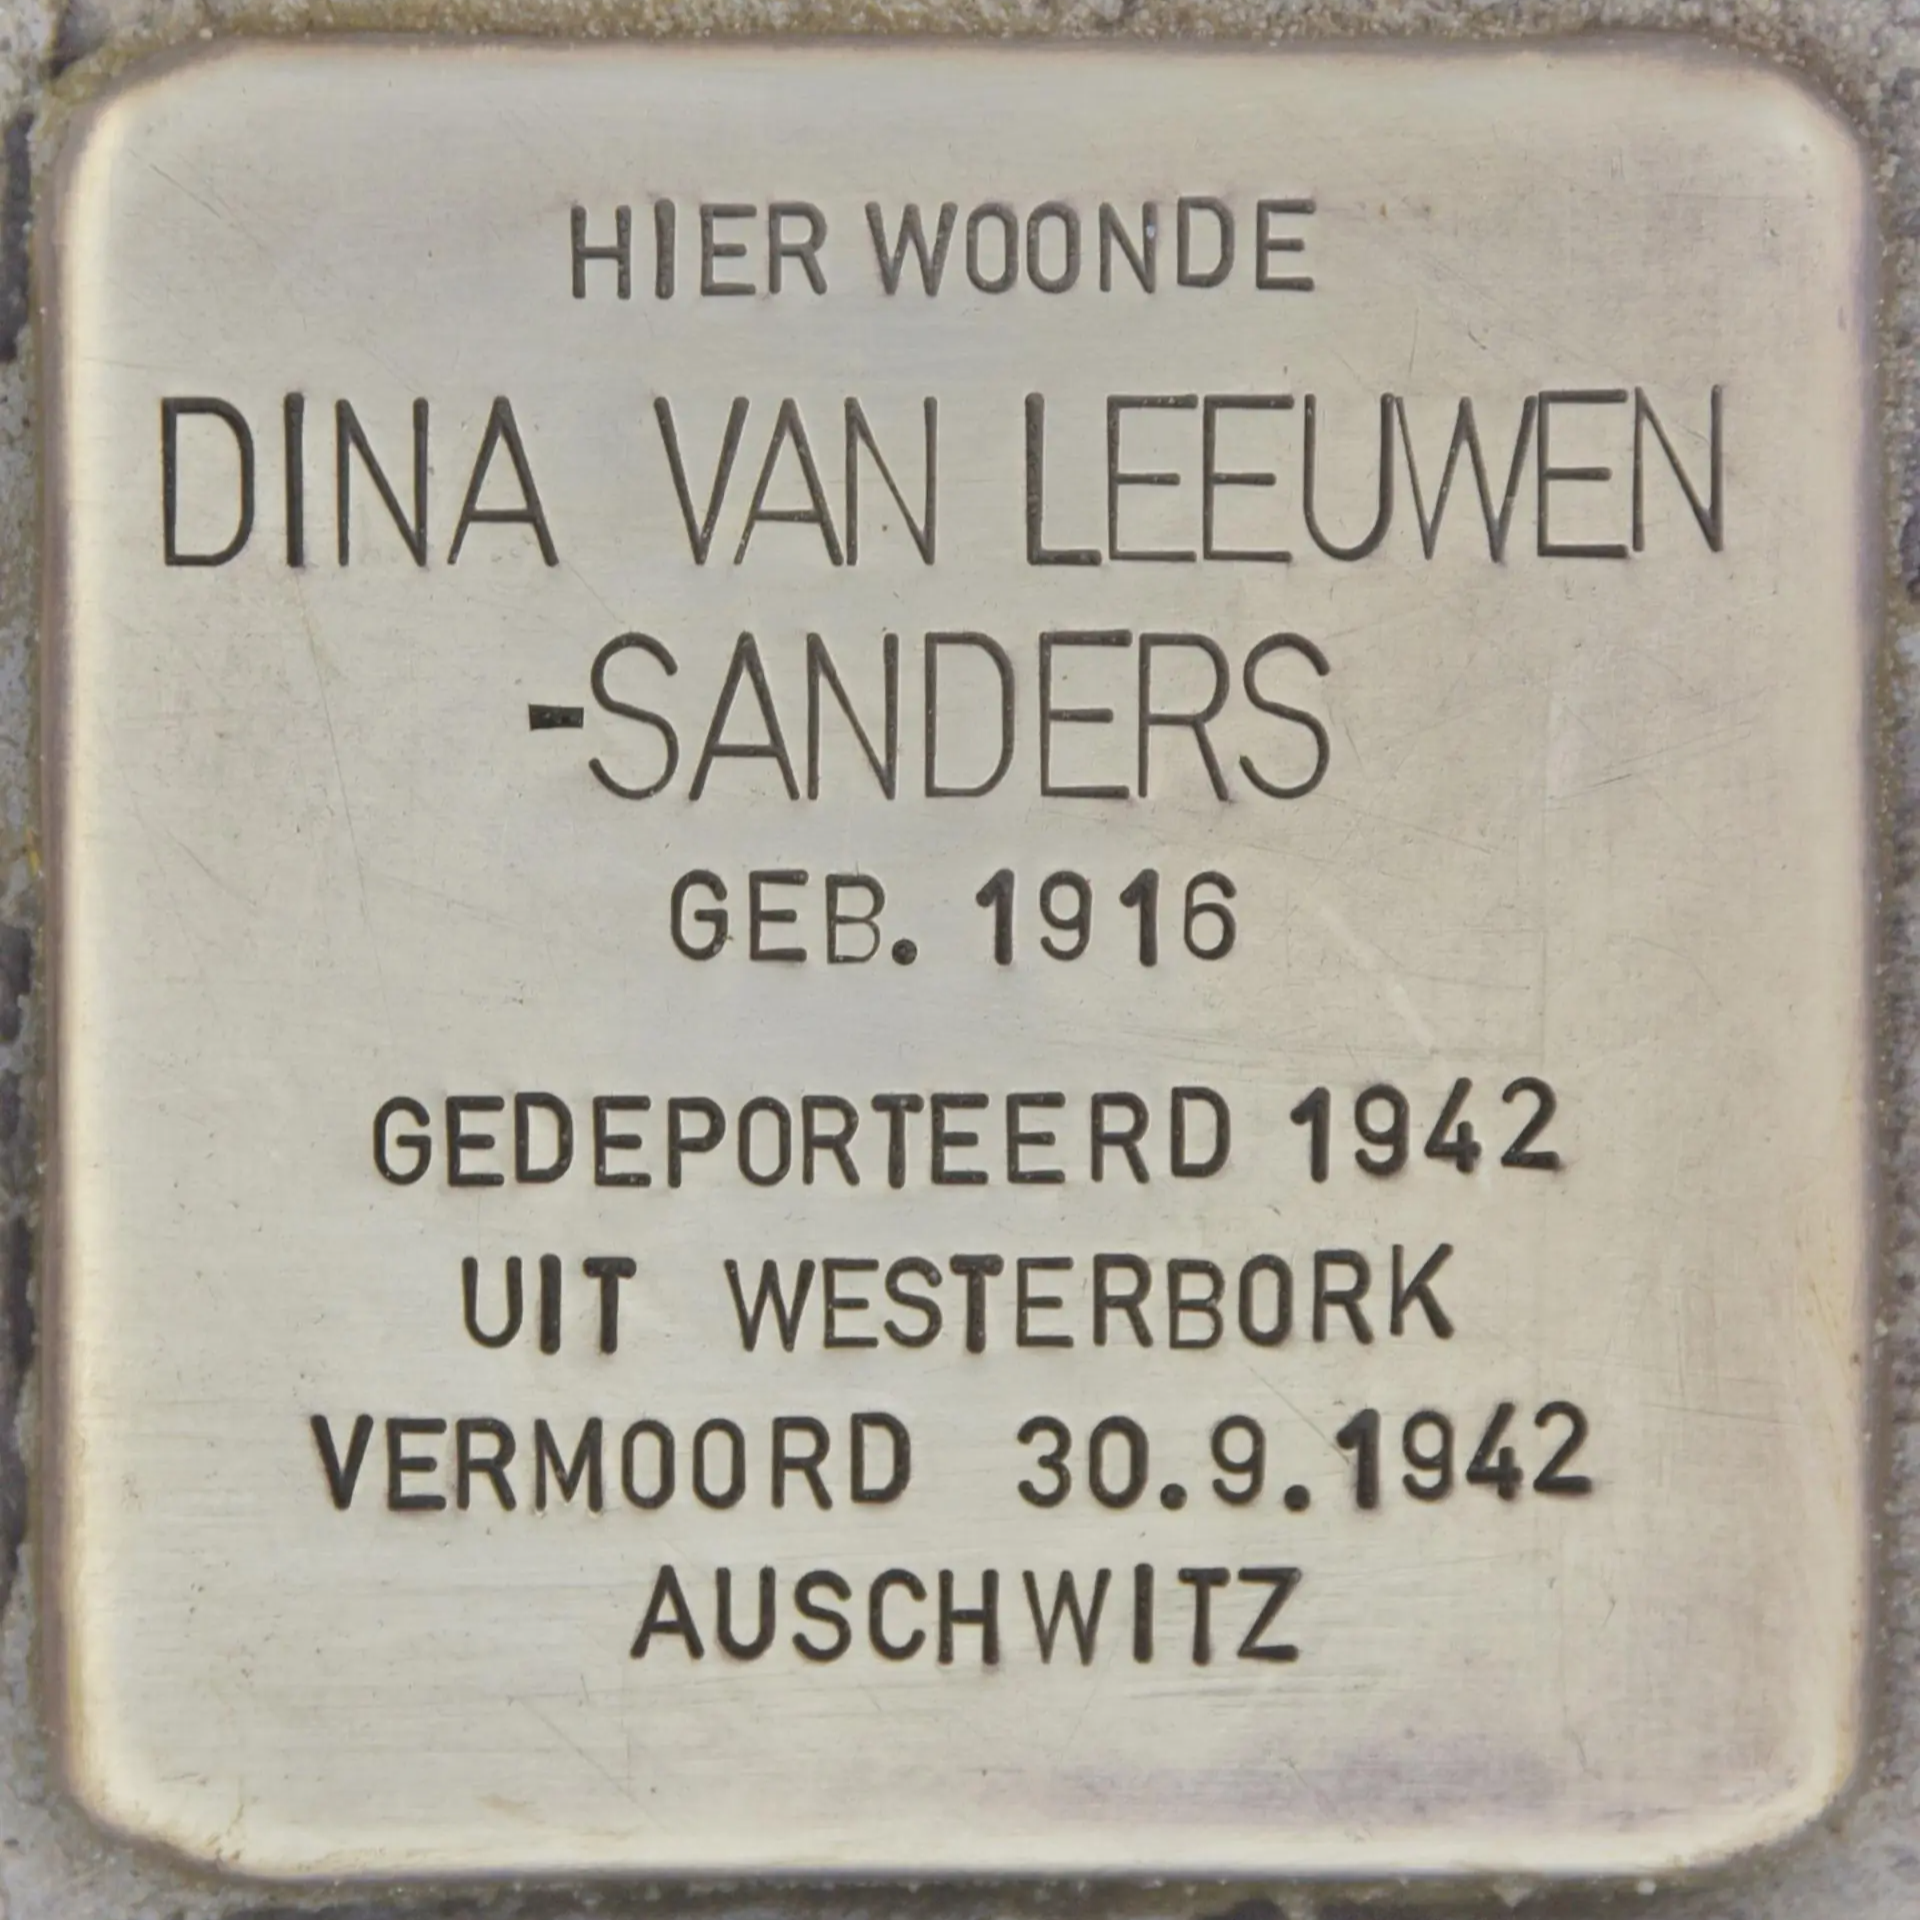 HIER WOONDE
DINA VAN LEEUWEN
-SANDERS
GEB. 1916
GEDEPORTEERD 1942
UIT WESTERBORK
VERMOORD 30.9.1942
AUSCHWITZ